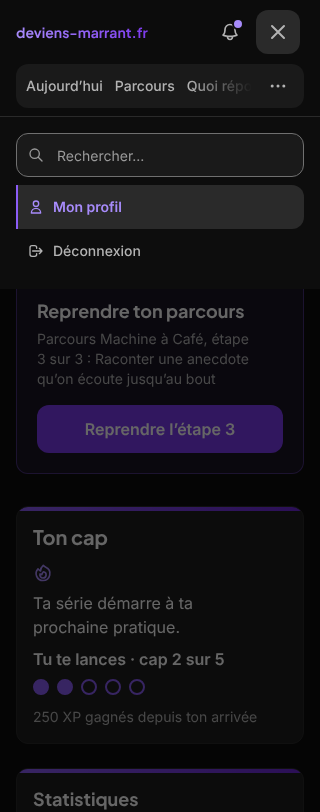 deviens-marrant.fr
Aujourd'hui Parcours Quoi
Rechercher...
Mon profil
Déconnexion
Reprendre ton parcours
Parcours Machine à Café, étape
3 sur 3 : Raconter une anecdote
qu'on écoute jusqu'au bout
Reprendre l'étape 3
Ton cap
Ta série démarre à ta
prochaine pratique.
Tu te lances · cap 2 sur 5
250 XP gagnés depuis ton arrivée
Statistiques